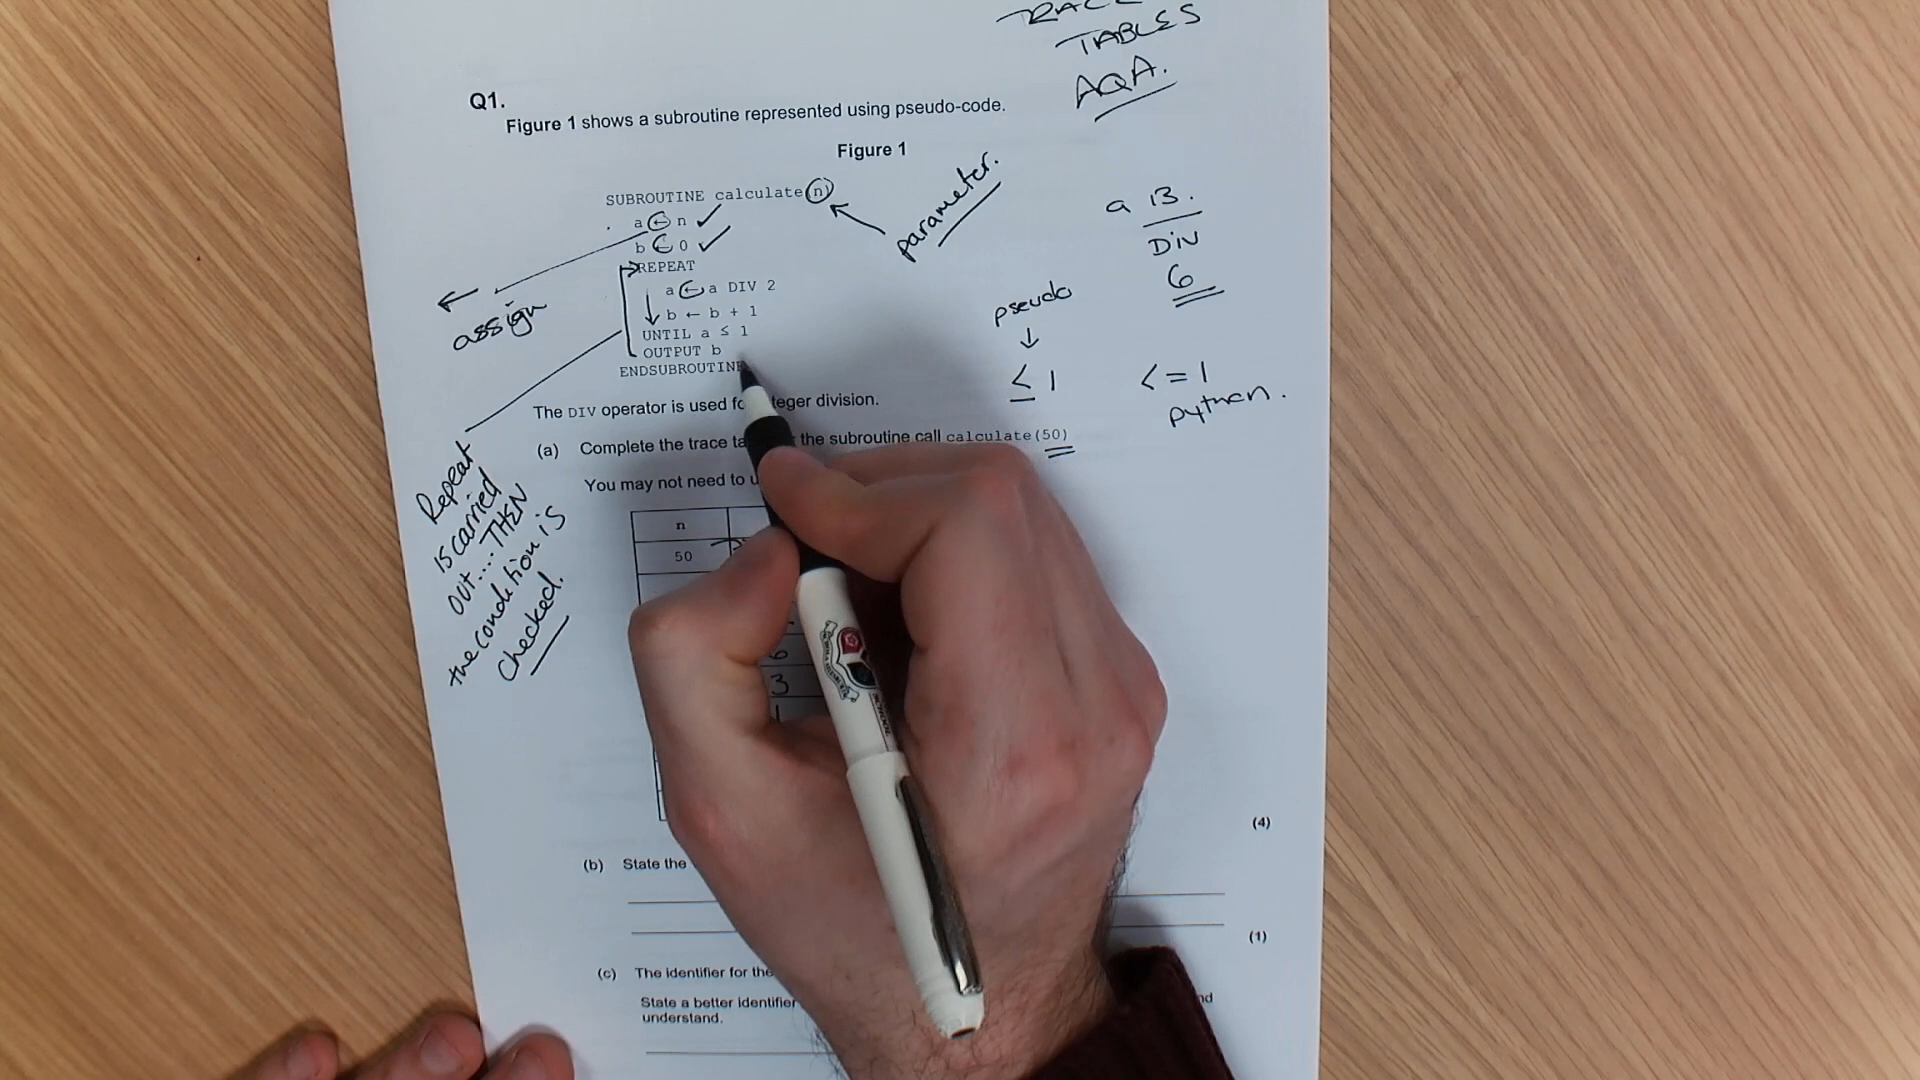 TRACE
TABLES
AQA.
Q1.
Figure 1 shows a subroutine represented using pseudo-code.
Figure 1
SUBROUTINE calculate(n)
a ← n
b ← 0
REPEAT
a ← a DIV 2
b ← b + 1
UNTIL a ≤ 1
OUTPUT b
ENDSUBROUTINE
parameter.
assign
a 13.
DIV
6
pseudo
≤ 1
<=1
python.
Repeat
is carried
out.... THEN
the condition is
checked.
The DIV operator is used fo teger division.
(a) Complete the trace ta the subroutine call calculate(50)
You may not need to u
n
50
6
3
1
(4)
(b) State the
(1)
(c) The identifier for the
State a better identifier
understand.
SCHOOL